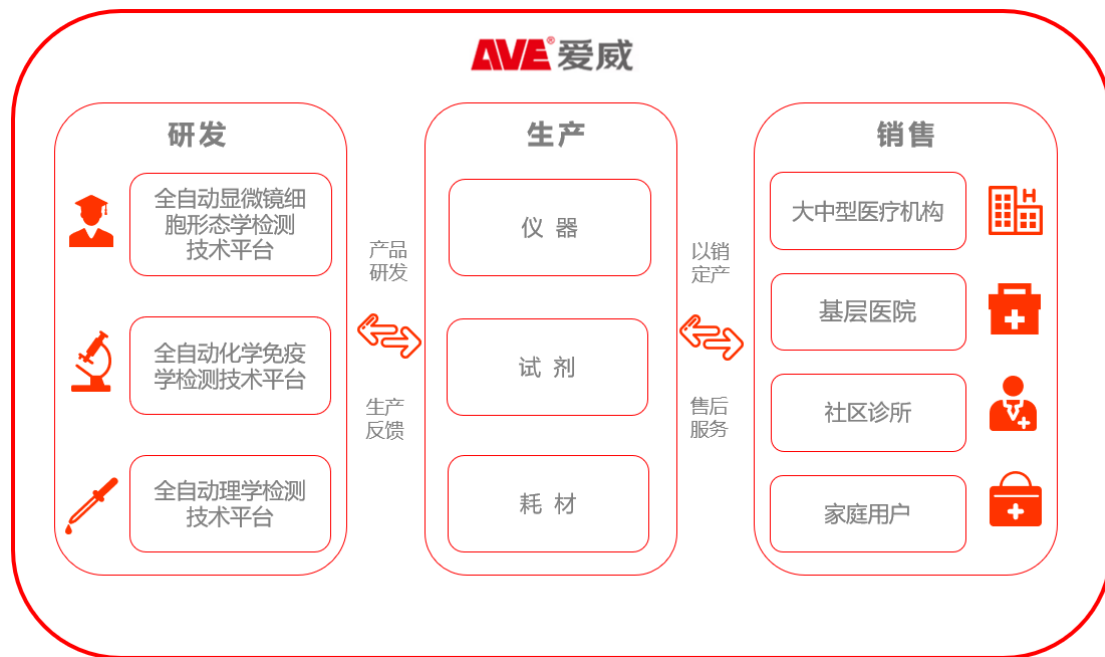 AVE®爱威
研发
全自动显微镜细
胞形态学检测
技术平台
全自动化学免疫
学检测技术平台
全自动理学检测
技术平台
产品
研发
生产
反馈
生产
仪 器
试 剂
耗 材
以销
定产
售后
服务
销售
大中型医疗机构
H
基层医院
社区诊所
家庭用户